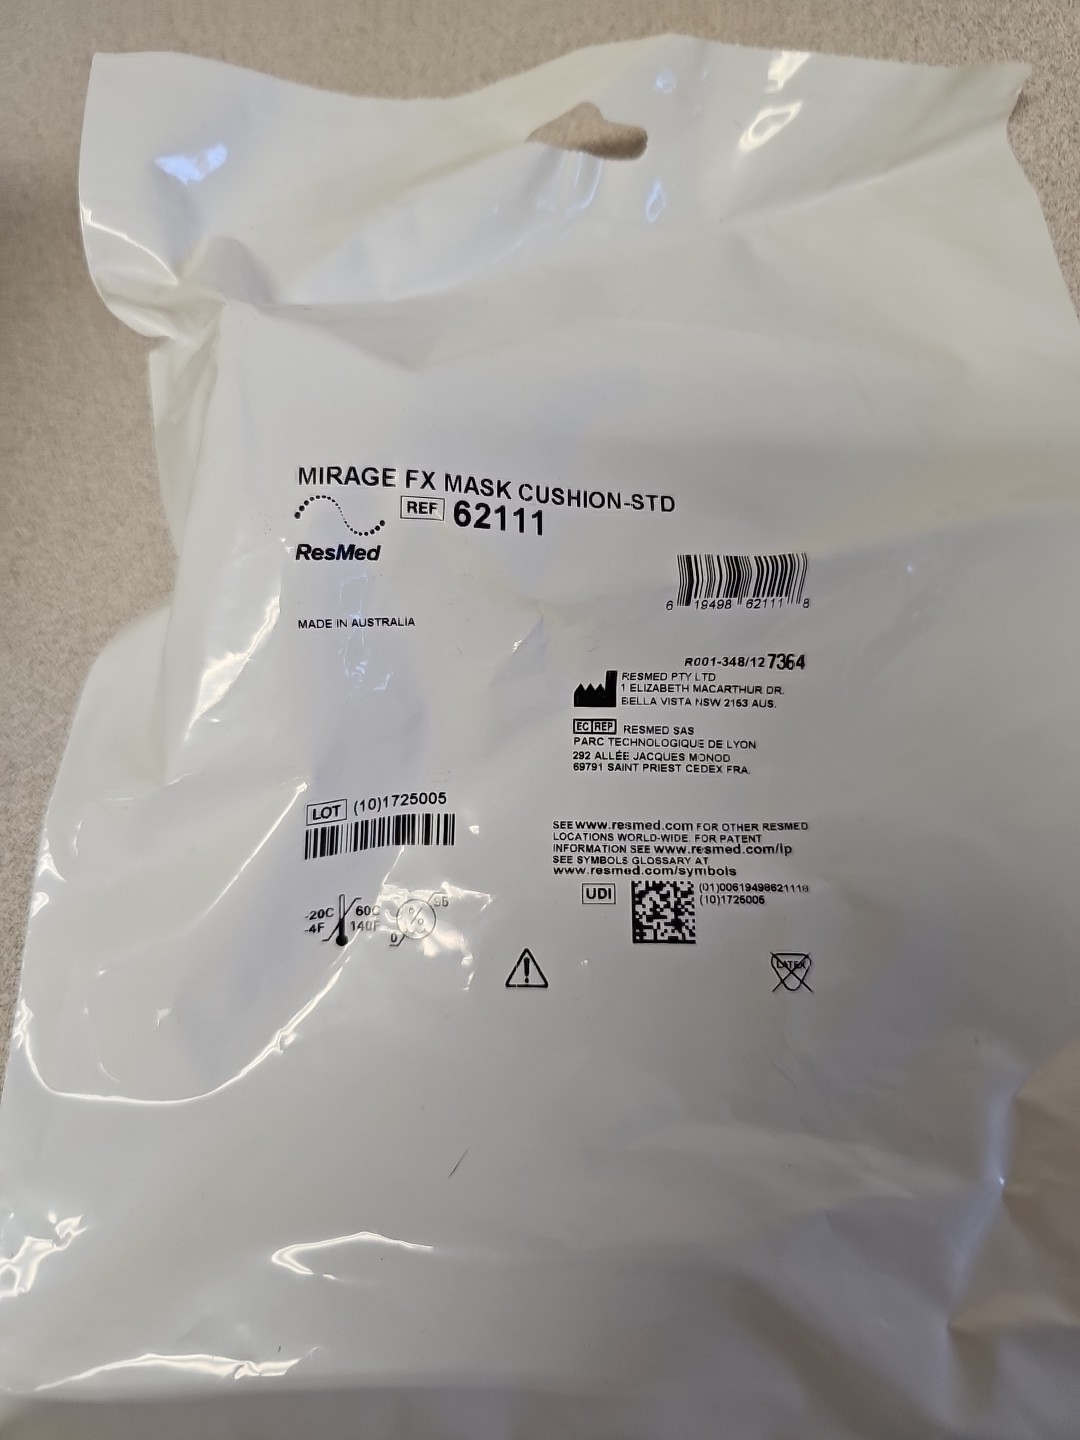 MIRAGE FX MASK CUSHION-STD
REF 62111
ResMed
6 19498 62111 8
MADE IN AUSTRALIA
R001-348/12 7364
RESMED PTY LTD
1 ELIZABETH MACARTHUR DR.
BELLA VISTA NSW 2153 AUS.
EC REP RESMED SAS
PARC TECHNOLOGIQUE DE LYON
292 ALLÉE JACQUES MONOD
69791 SAINT PRIEST CEDEX FRA.
LOT (10)1725005
SEE www.resmed.com FOR OTHER RESMED
LOCATIONS WORLD-WIDE. FOR PATENT
INFORMATION SEE www.resmed.com/ip
SEE SYMBOLS GLOSSARY AT
www.resmed.com/symbols
UDI (01)00619498621118
(10)1725005
-20C 60C
-4F 140F
% 95
0
LATEX